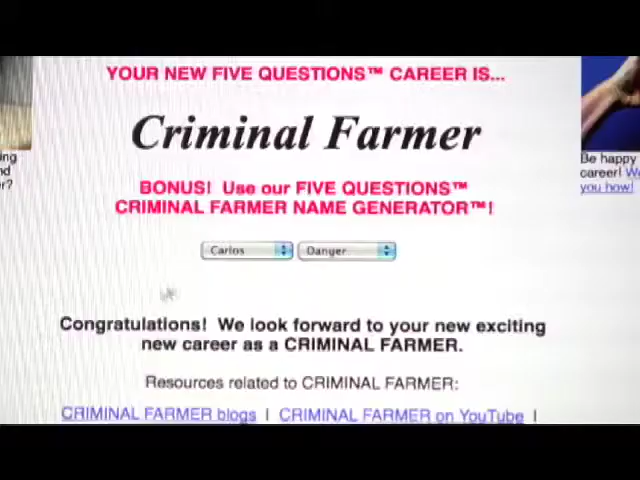 YOUR NEW FIVE QUESTIONS™ CAREER IS...
Criminal Farmer
BONUS! Use our FIVE QUESTIONS™
CRIMINAL FARMER NAME GENERATOR™!
Carlos Danger
Congratulations! We look forward to your new exciting
new career as a CRIMINAL FARMER.
Resources related to CRIMINAL FARMER:
CRIMINAL FARMER blogs | CRIMINAL FARMER on YouTube |
Be happy
career! We
you how!